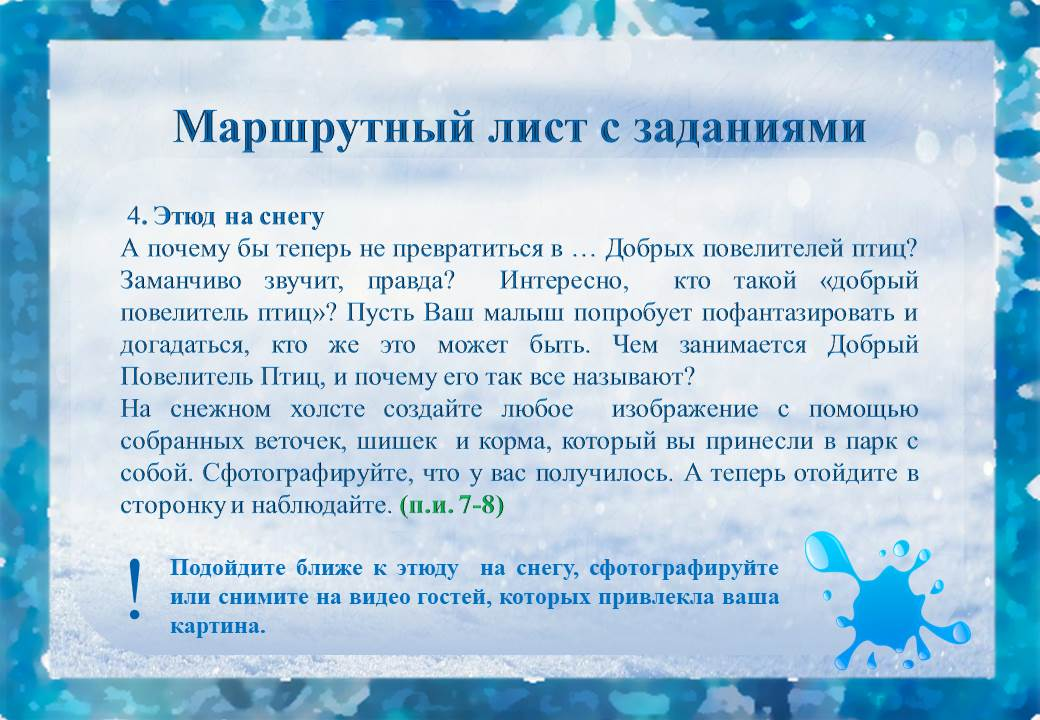 Маршрутный лист с заданиями
4. Этюд на снегу
А почему бы теперь не превратиться в … Добрых повелителей птиц?
Заманчиво звучит, правда? Интересно, кто такой «добрый
повелитель птиц»? Пусть Ваш малыш попробует пофантазировать и
догадаться, кто же это может быть. Чем занимается Добрый
Повелитель Птиц, и почему его так все называют?
На снежном холсте создайте любое изображение с помощью
собранных веточек, шишек и корма, который вы принесли в парк с
собой. Сфотографируйте, что у вас получилось. А теперь отойдите в
сторонку и наблюдайте. (п.и. 7-8)
! Подойдите ближе к этюду на снегу, сфотографируйте
или снимите на видео гостей, которых привлекла ваша
картина.